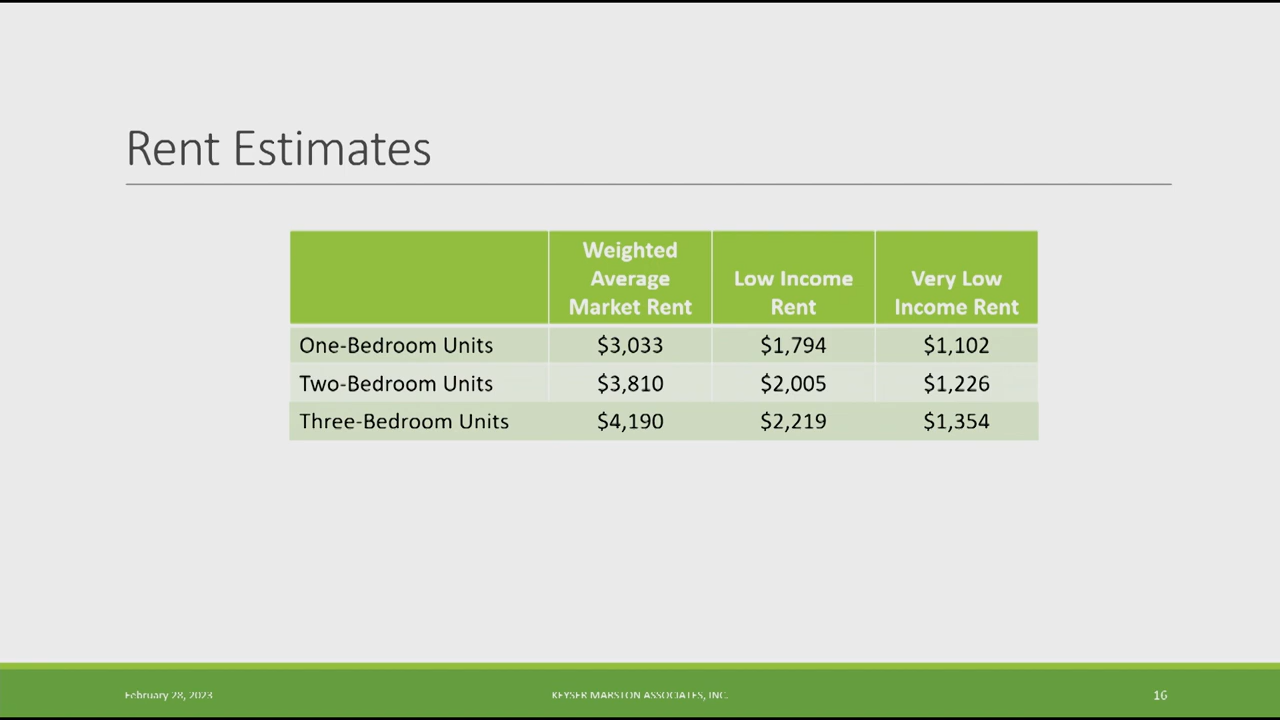 Rent Estimates
Weighted Average Market Rent
Low Income Rent
Very Low Income Rent
One-Bedroom Units $3,033 $1,794 $1,102
Two-Bedroom Units $3,810 $2,005 $1,226
Three-Bedroom Units $4,190 $2,219 $1,354
February 28, 2023 KEYSER MARSTON ASSOCIATES, INC. 16